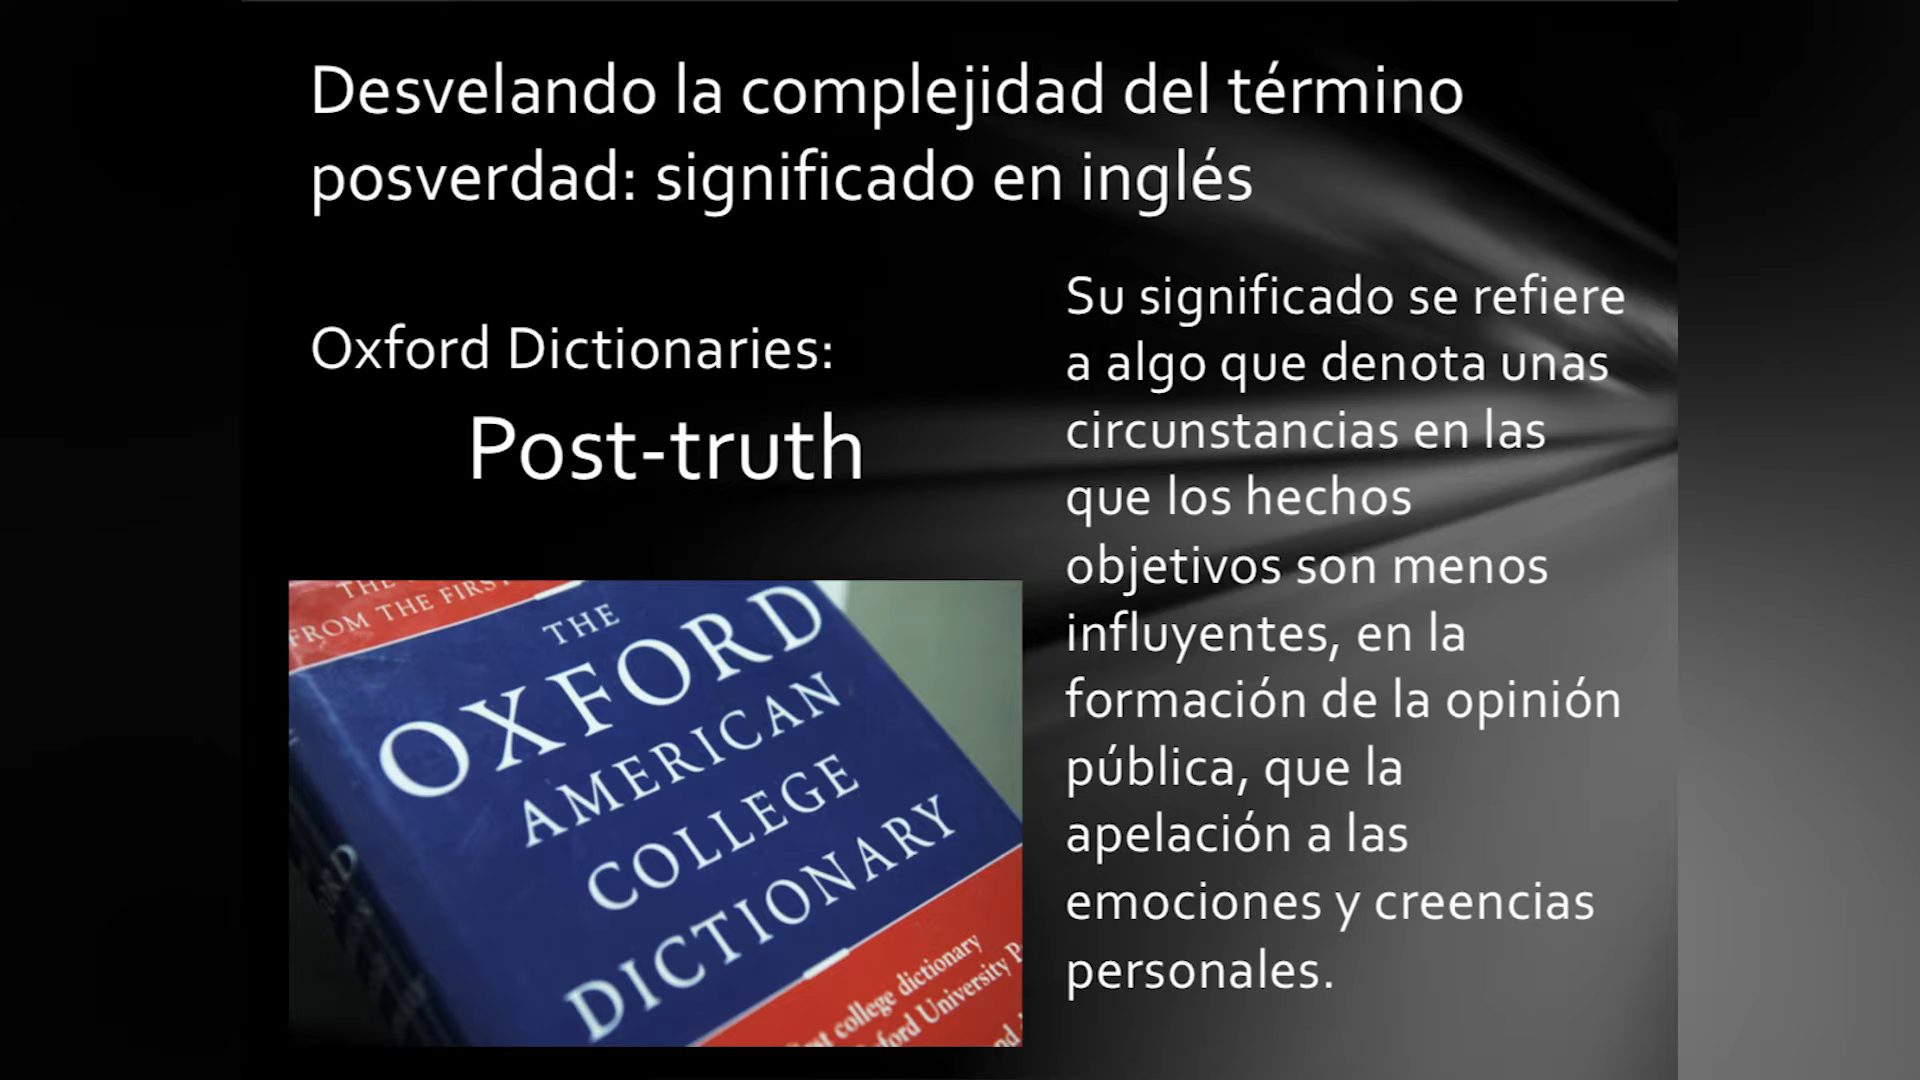 Desvelando la complejidad del término
posverdad: significado en inglés
Oxford Dictionaries:
Post-truth
Su significado se refiere
a algo que denota unas
circunstancias en las
que los hechos
objetivos son menos
influyentes, en la
formación de la opinión
pública, que la
apelación a las
emociones y creencias
personales.
THE
FROM THE FIRST
THE
OXFORD
AMERICAN
COLLEGE
DICTIONARY
college dictionary
University